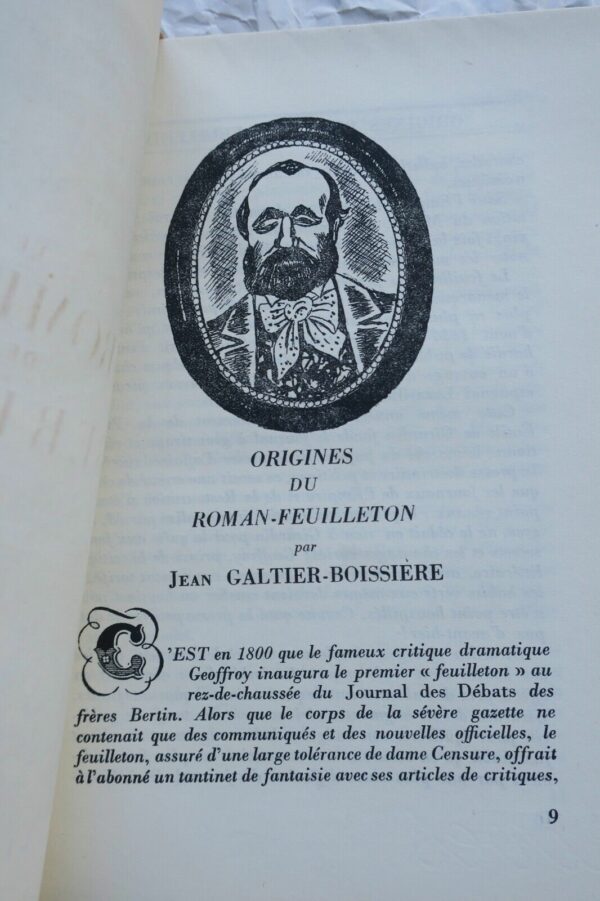 ORIGINES
DU
ROMAN-FEUILLETON
par
JEAN GALTIER-BOISSIÈRE
C'EST en 1800 que le fameux critique dramatique
Geoffroy inaugura le premier « feuilleton » au
rez-de-chaussée du Journal des Débats des
frères Bertin. Alors que le corps de la sévère gazette ne
contenait que des communiqués et des nouvelles officielles, le
feuilleton, assuré d'une large tolérance de dame Censure, offrait
à l'abonné un tantinet de fantaisie avec ses articles de critiques,
9